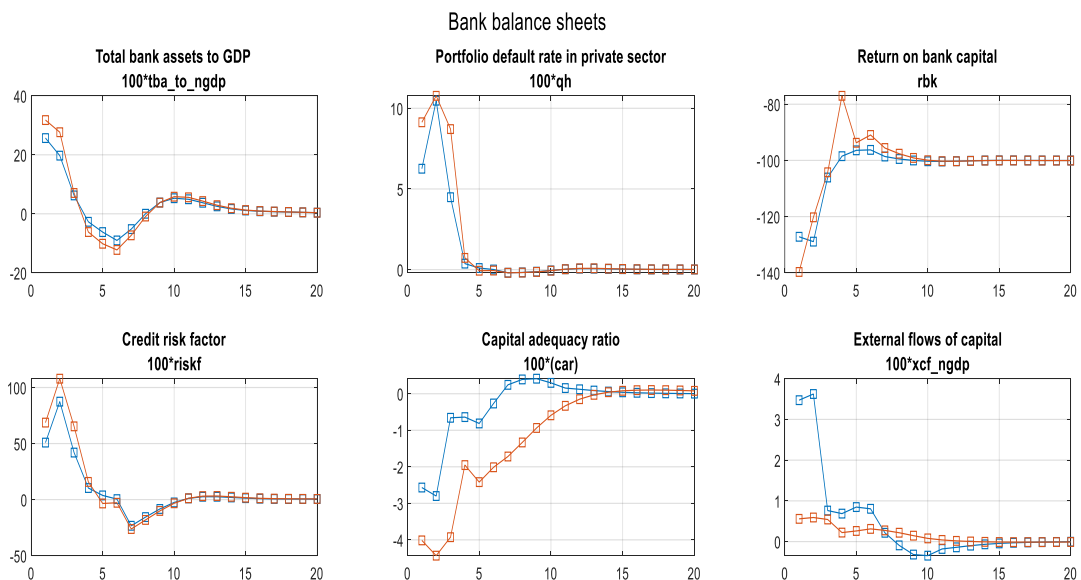 Bank balance sheets
Total bank assets to GDP
100*tba_to_ngdp
40
20
0
-20
0 5 10 15 20
Portfolio default rate in private sector
100*qh
10
5
0
0 5 10 15 20
Return on bank capital
rbk
-80
-100
-120
-140
0 5 10 15 20
Credit risk factor
100*riskf
100
50
0
-50
0 5 10 15 20
Capital adequacy ratio
100*(car)
0
-1
-2
-3
-4
0 5 10 15 20
External flows of capital
100*xcf_ngdp
4
3
2
1
0
0 5 10 15 20